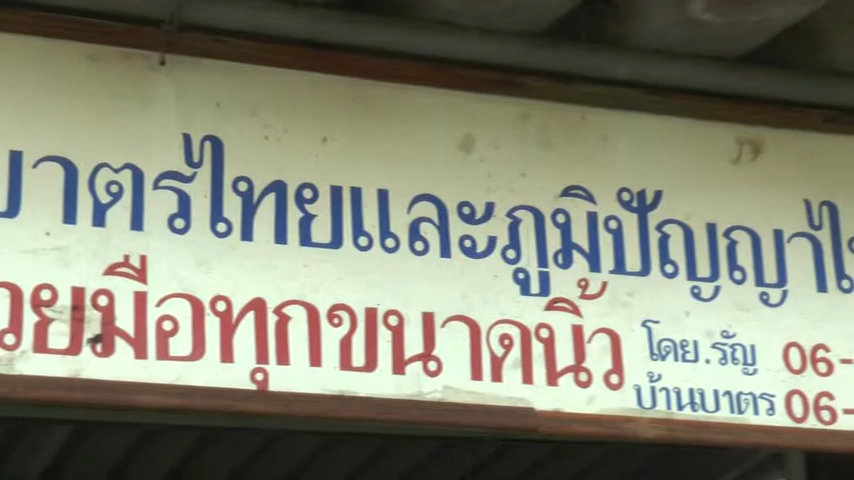 บาตรไทยและภูมิปัญญาไ
วยมือทุกขนาดนิ้ว
โดย.รัญ 06-
บ้านบาตร 06-